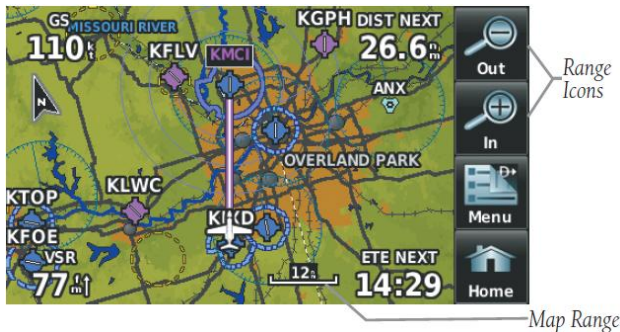 GS
110kt
MISSOURI RIVER
KFLV
KMCI
KGPH
DIST NEXT
26.6nm
Out
Range
Icons
ANX
In
N
OVERLAND PARK
KTOP
KLWC
Menu
KFOE
VSR
77
ETE NEXT
14:29
12
Home
Map Range